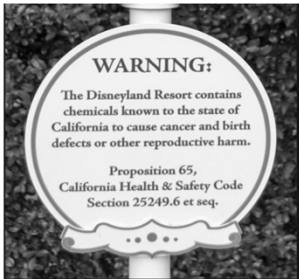 WARNING:
The Disneyland Resort contains
chemicals known to the state of
California to cause cancer and birth
defects or other reproductive harm.
Proposition 65,
California Health & Safety Code
Section 25249.6 et seq.